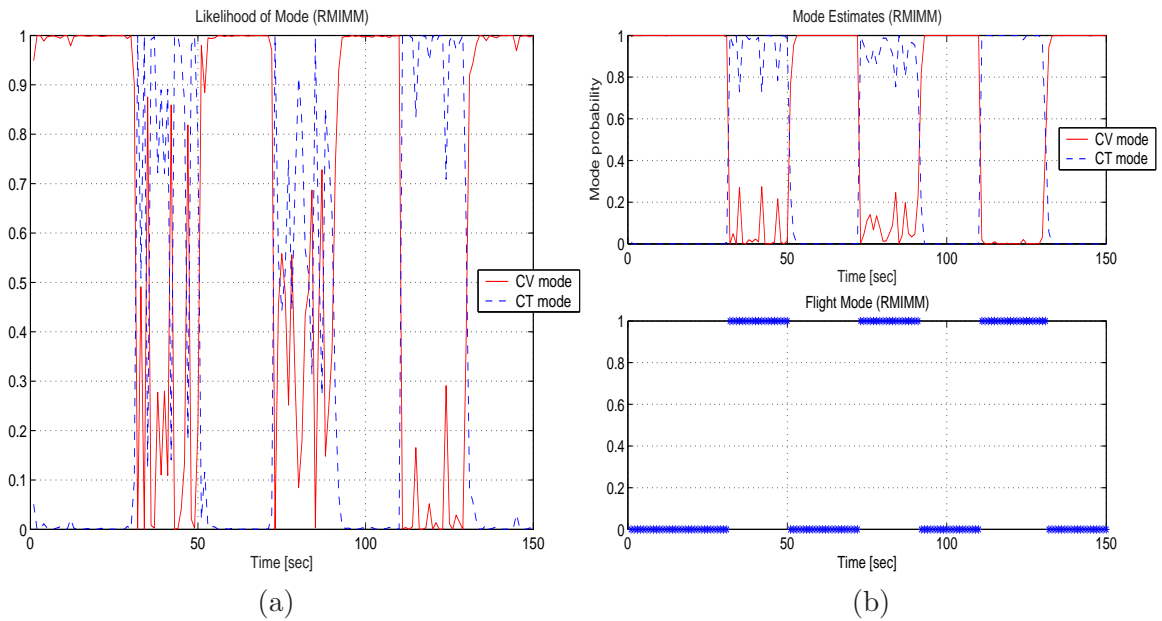 Likelihood of Mode (RMIMM)
1
0.9
0.8
0.7
0.6
0.5
0.4
0.3
0.2
0.1
0
0 50 100 150
Time [sec]
CV mode
CT mode
(a)
Mode Estimates (RMIMM)
Mode probability
1
0.8
0.6
0.4
0.2
0
0 50 100 150
Time [sec]
CV mode
CT mode
Flight Mode (RMIMM)
1
0.8
0.6
0.4
0.2
0
0 50 100 150
Time [sec]
(b)